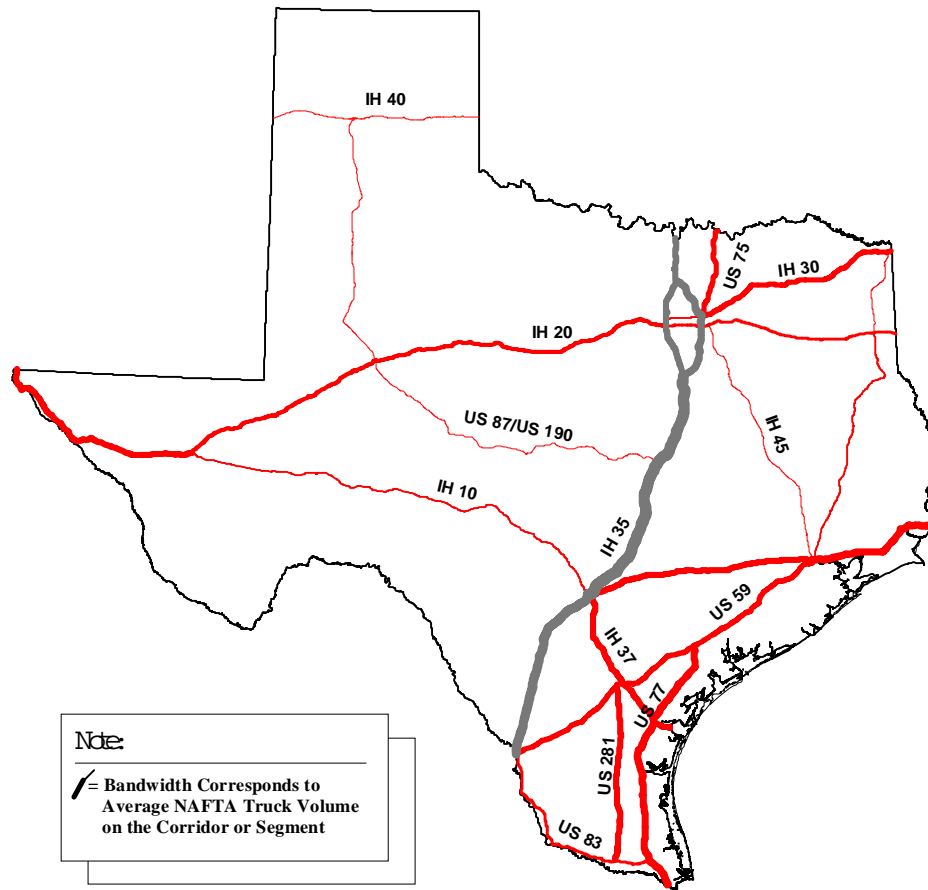 IH 40
US 75
IH 30
IH 20
US 87/US 190
IH 45
IH 10
IH 35
US 59
IH 37
US 77
US 281
US 83
Note:
= Bandwidth Corresponds to
Average NAFTA Truck Volume
on the Corridor or Segment